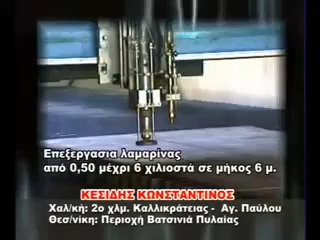 Επεξεργασια λαμαρίνας
από 0,50 μέχρι 6 χιλιοστά σε μήκος 6 μ.
ΚΕΣΙΔΗΣ ΚΩΝΣΤΑΝΤΙΝΟΣ
Χαλ/κή: 2ο χλμ. Καλλικράτειας - Αγ. Παύλου
Θεσ/νίκη: Περιοχή Βατσινιά Πυλαίας